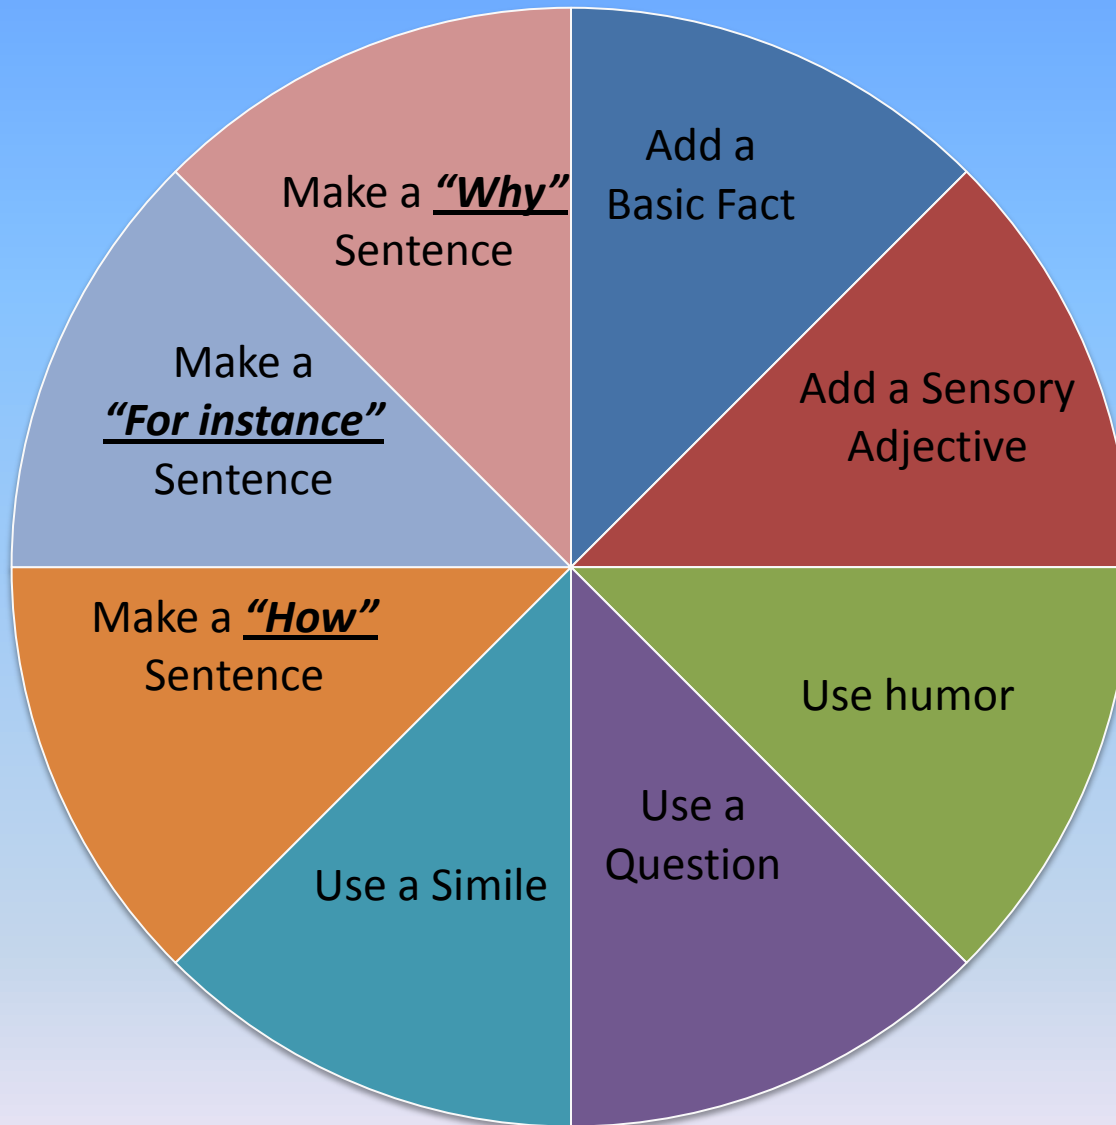 Add a
Basic Fact
Add a Sensory
Adjective
Use humor
Use a
Question
Use a Simile
Make a “How”
Sentence
Make a
“For instance”
Sentence
Make a “Why”
Sentence